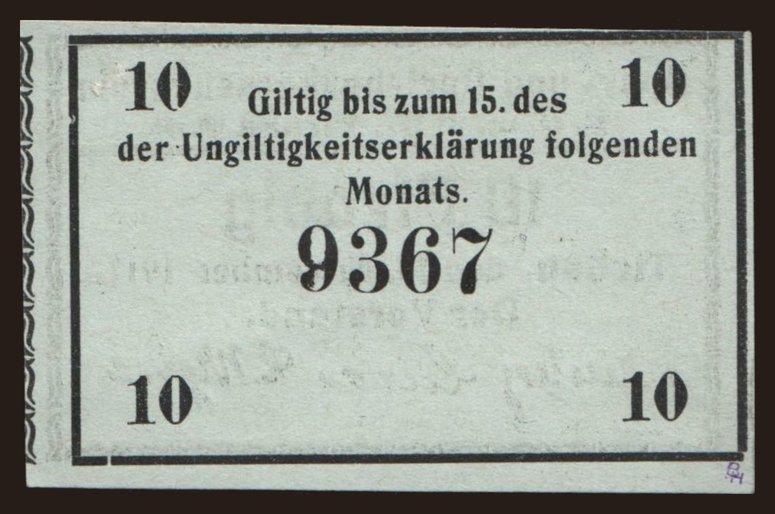 10 10
Giltig bis zum 15. des
der Ungiltigkeitserklärung folgenden
Monats.
9367
10 10